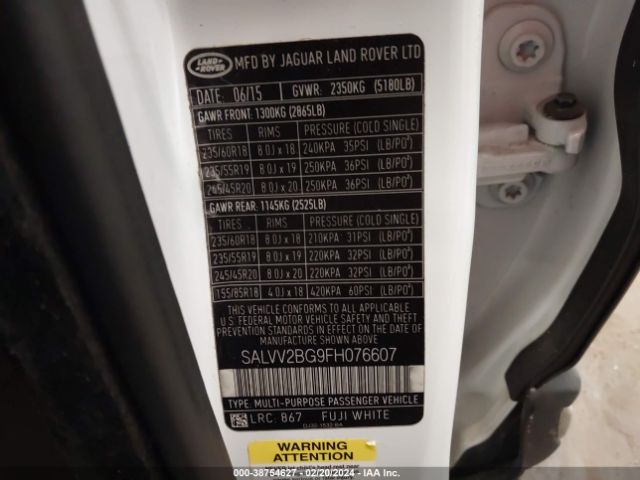 LAND ROVER
MFD BY JAGUAR LAND ROVER LTD
DATE: 06/15 GVWR: 2350KG (5180LB)
GAWR FRONT: 1300KG (2865LB)
TIRES RIMS PRESSURE (COLD SINGLE)
235/60R18 8.0J x 18 240KPA 35PSI (LB/PO²)
235/55R19 8.0J x 19 250KPA 36PSI (LB/PO²)
245/45R20 8.0J x 20 250KPA 36PSI (LB/PO²)
GAWR REAR: 1145KG (2525LB)
TIRES RIMS PRESSURE (COLD SINGLE)
235/60R18 8.0J x 18 210KPA 31PSI (LB/PO²)
235/55R19 8.0J x 19 220KPA 32PSI (LB/PO²)
245/45R20 8.0J x 20 220KPA 32PSI (LB/PO²)
155/85R18 4.0J x 18 420KPA 60PSI (LB/PO²)
THIS VEHICLE CONFORMS TO ALL APPLICABLE
U.S. FEDERAL MOTOR VEHICLE SAFETY STANDARDS IN
EFFECT ON THE DATE OF MANUFACTURE SHOWN ABOVE
SALVV2BG9FH076607
TYPE: MULTI-PURPOSE PASSENGER VEHICLE
LRC: 867 FUJI WHITE
WARNING
ATTENTION
© 38754627 - 02/20/2024 - IAA Inc.